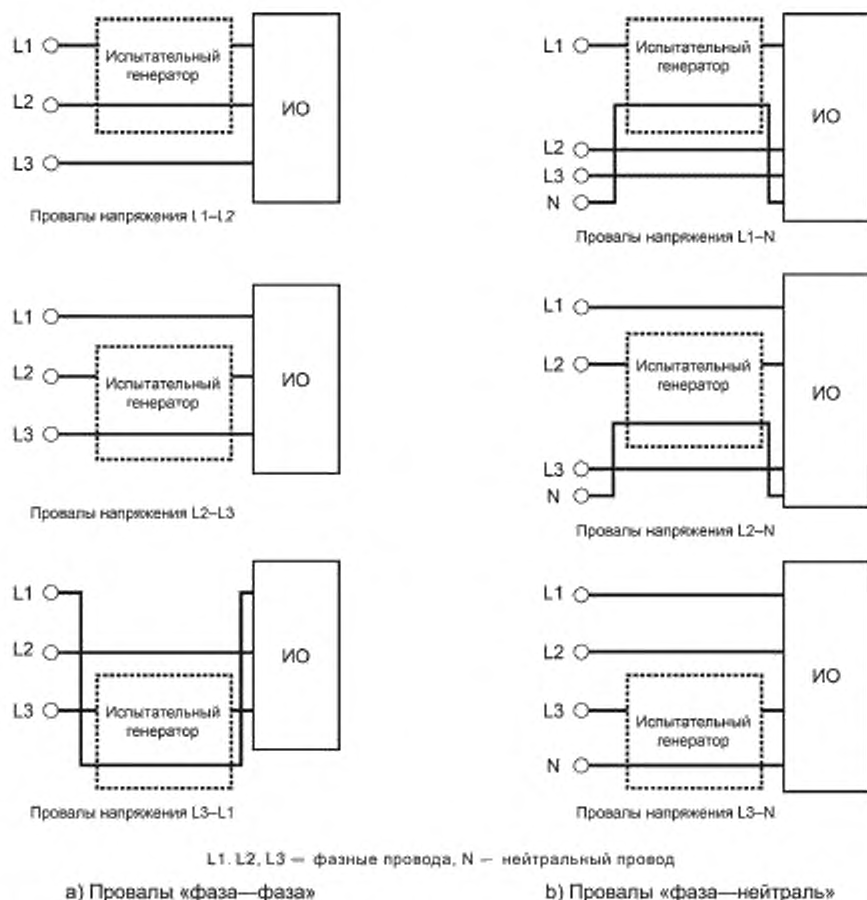 L1
Испытательный
генератор
L2
ИО
L3
Провалы напряжения L1–L2
L1
L2
Испытательный
генератор
ИО
L3
Провалы напряжения L2–L3
L1
L2
ИО
L3
Испытательный
генератор
Провалы напряжения L3–L1
L1
Испытательный
генератор
ИО
L2
L3
N
Провалы напряжения L1–N
L1
L2
Испытательный
генератор
ИО
L3
N
Провалы напряжения L2–N
L1
L2
ИО
L3
Испытательный
генератор
N
Провалы напряжения L3–N
L1. L2, L3 — фазные провода, N — нейтральный провод
a) Провалы «фаза—фаза»
b) Провалы «фаза—нейтраль»